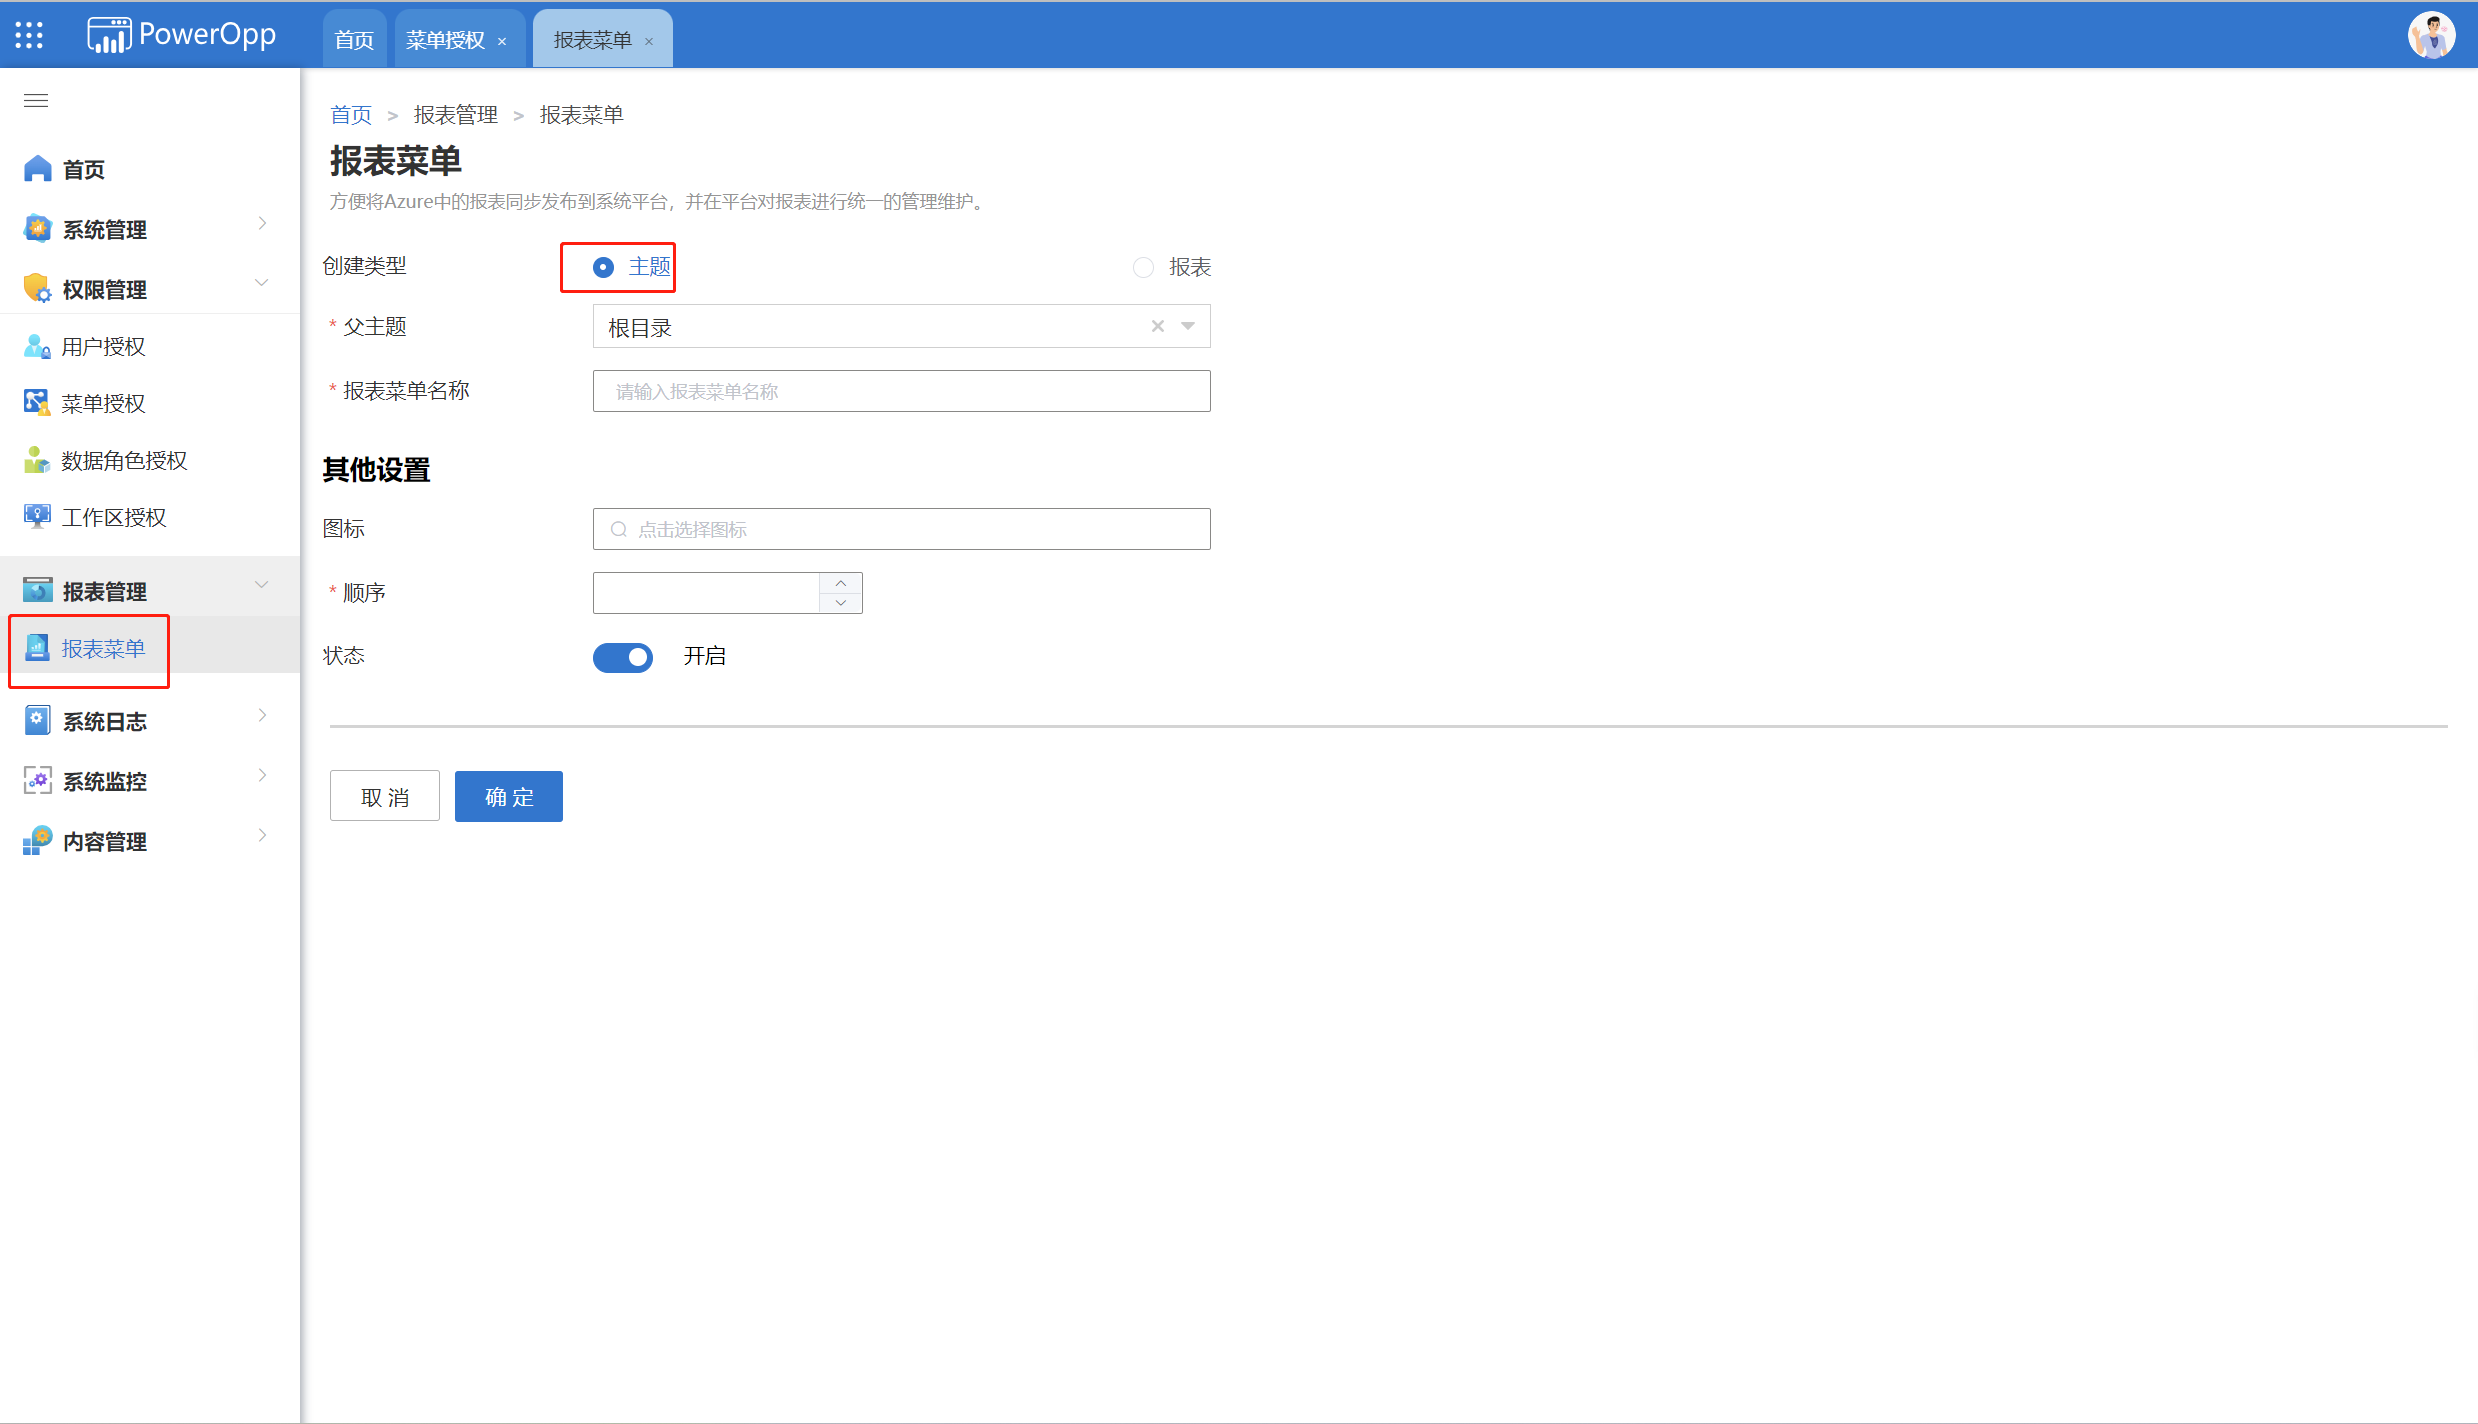 PowerOpp
首页
菜单授权 ×
报表菜单 ×
首页
系统管理
权限管理
用户授权
菜单授权
数据角色授权
工作区授权
报表管理
报表菜单
系统日志
系统监控
内容管理
首页 > 报表管理 > 报表菜单
报表菜单
方便将Azure中的报表同步发布到系统平台，并在平台对报表进行统一的管理维护。
创建类型 主题 报表
* 父主题 根目录
* 报表菜单名称 请输入报表菜单名称
其他设置
图标 点击选择图标
* 顺序
状态 开启
取 消 确 定